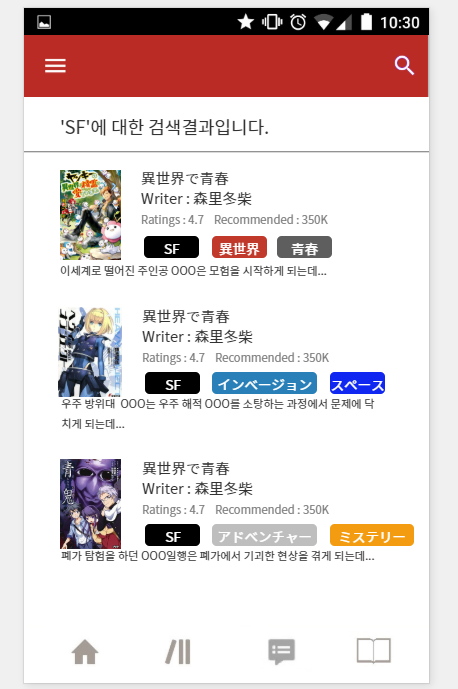 10:30
'SF'에 대한 검색결과입니다.
異世界で青春
Writer : 森里冬柴
Ratings : 4.7 Recommended : 350K
SF 異世界 青春
이세계로 떨어진 주인공 OOO은 모험을 시작하게 되는데...
異世界で青春
Writer : 森里冬柴
Ratings : 4.7 Recommended : 350K
SF インベージョン スペース
우주 방위대 OOO는 우주 해적 OOO를 소탕하는 과정에서 문제에 닥
치게 되는데...
青鬼
異世界で青春
Writer : 森里冬柴
Ratings : 4.7 Recommended : 350K
SF アドベンチャー ミステリー
폐가 탐험을 하던 OOO일행은 폐가에서 기괴한 현상을 겪게 되는데...